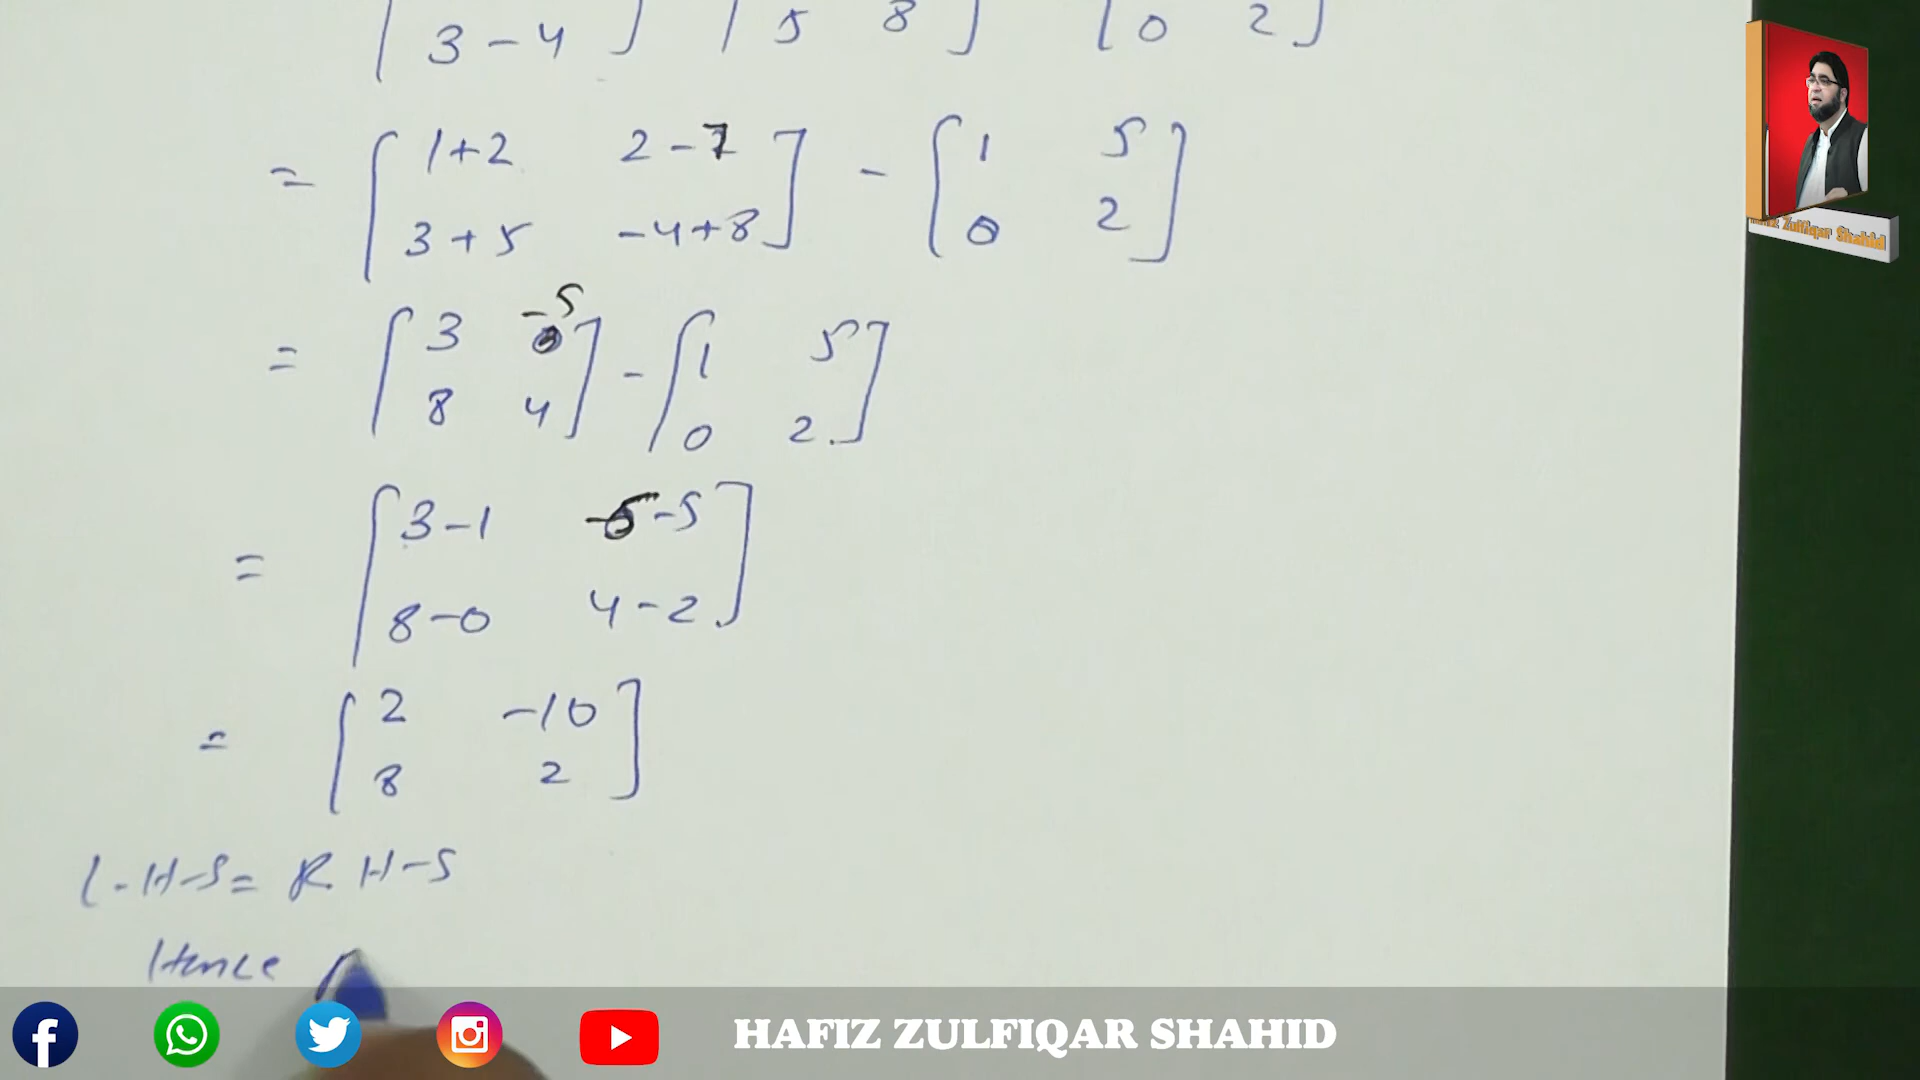 [ 3 - 4 ] [ 5 8 ] [ 0 2 ]
= [ 1+2 2-7 ] - [ 1 5 ]
[ 3+5 -4+8 ] [ 0 2 ]
-5
= [ 3 ] - [ 1 5 ]
[ 8 4 ] [ 0 2 ]
= [ 3-1 -5-5 ]
[ 8-0 4-2 ]
= [ 2 -10 ]
[ 8 2 ]
L-H-S = R H-S
Hence
Zulfiqar Shahid
HAFIZ ZULFIQAR SHAHID